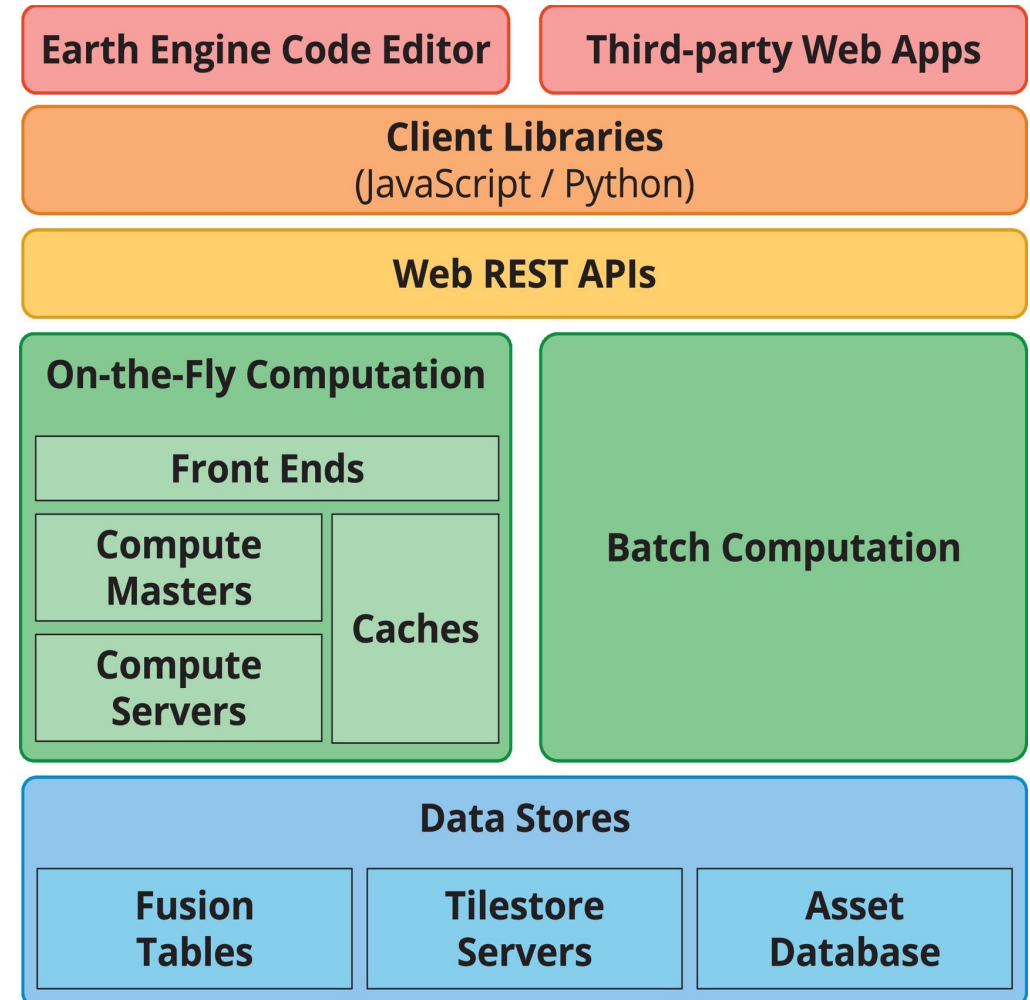 Earth Engine Code Editor
Third-party Web Apps
Client Libraries
(JavaScript / Python)
Web REST APIs
On-the-Fly Computation
Front Ends
Compute
Masters
Caches
Compute
Servers
Batch Computation
Data Stores
Fusion
Tables
Tilestore
Servers
Asset
Database